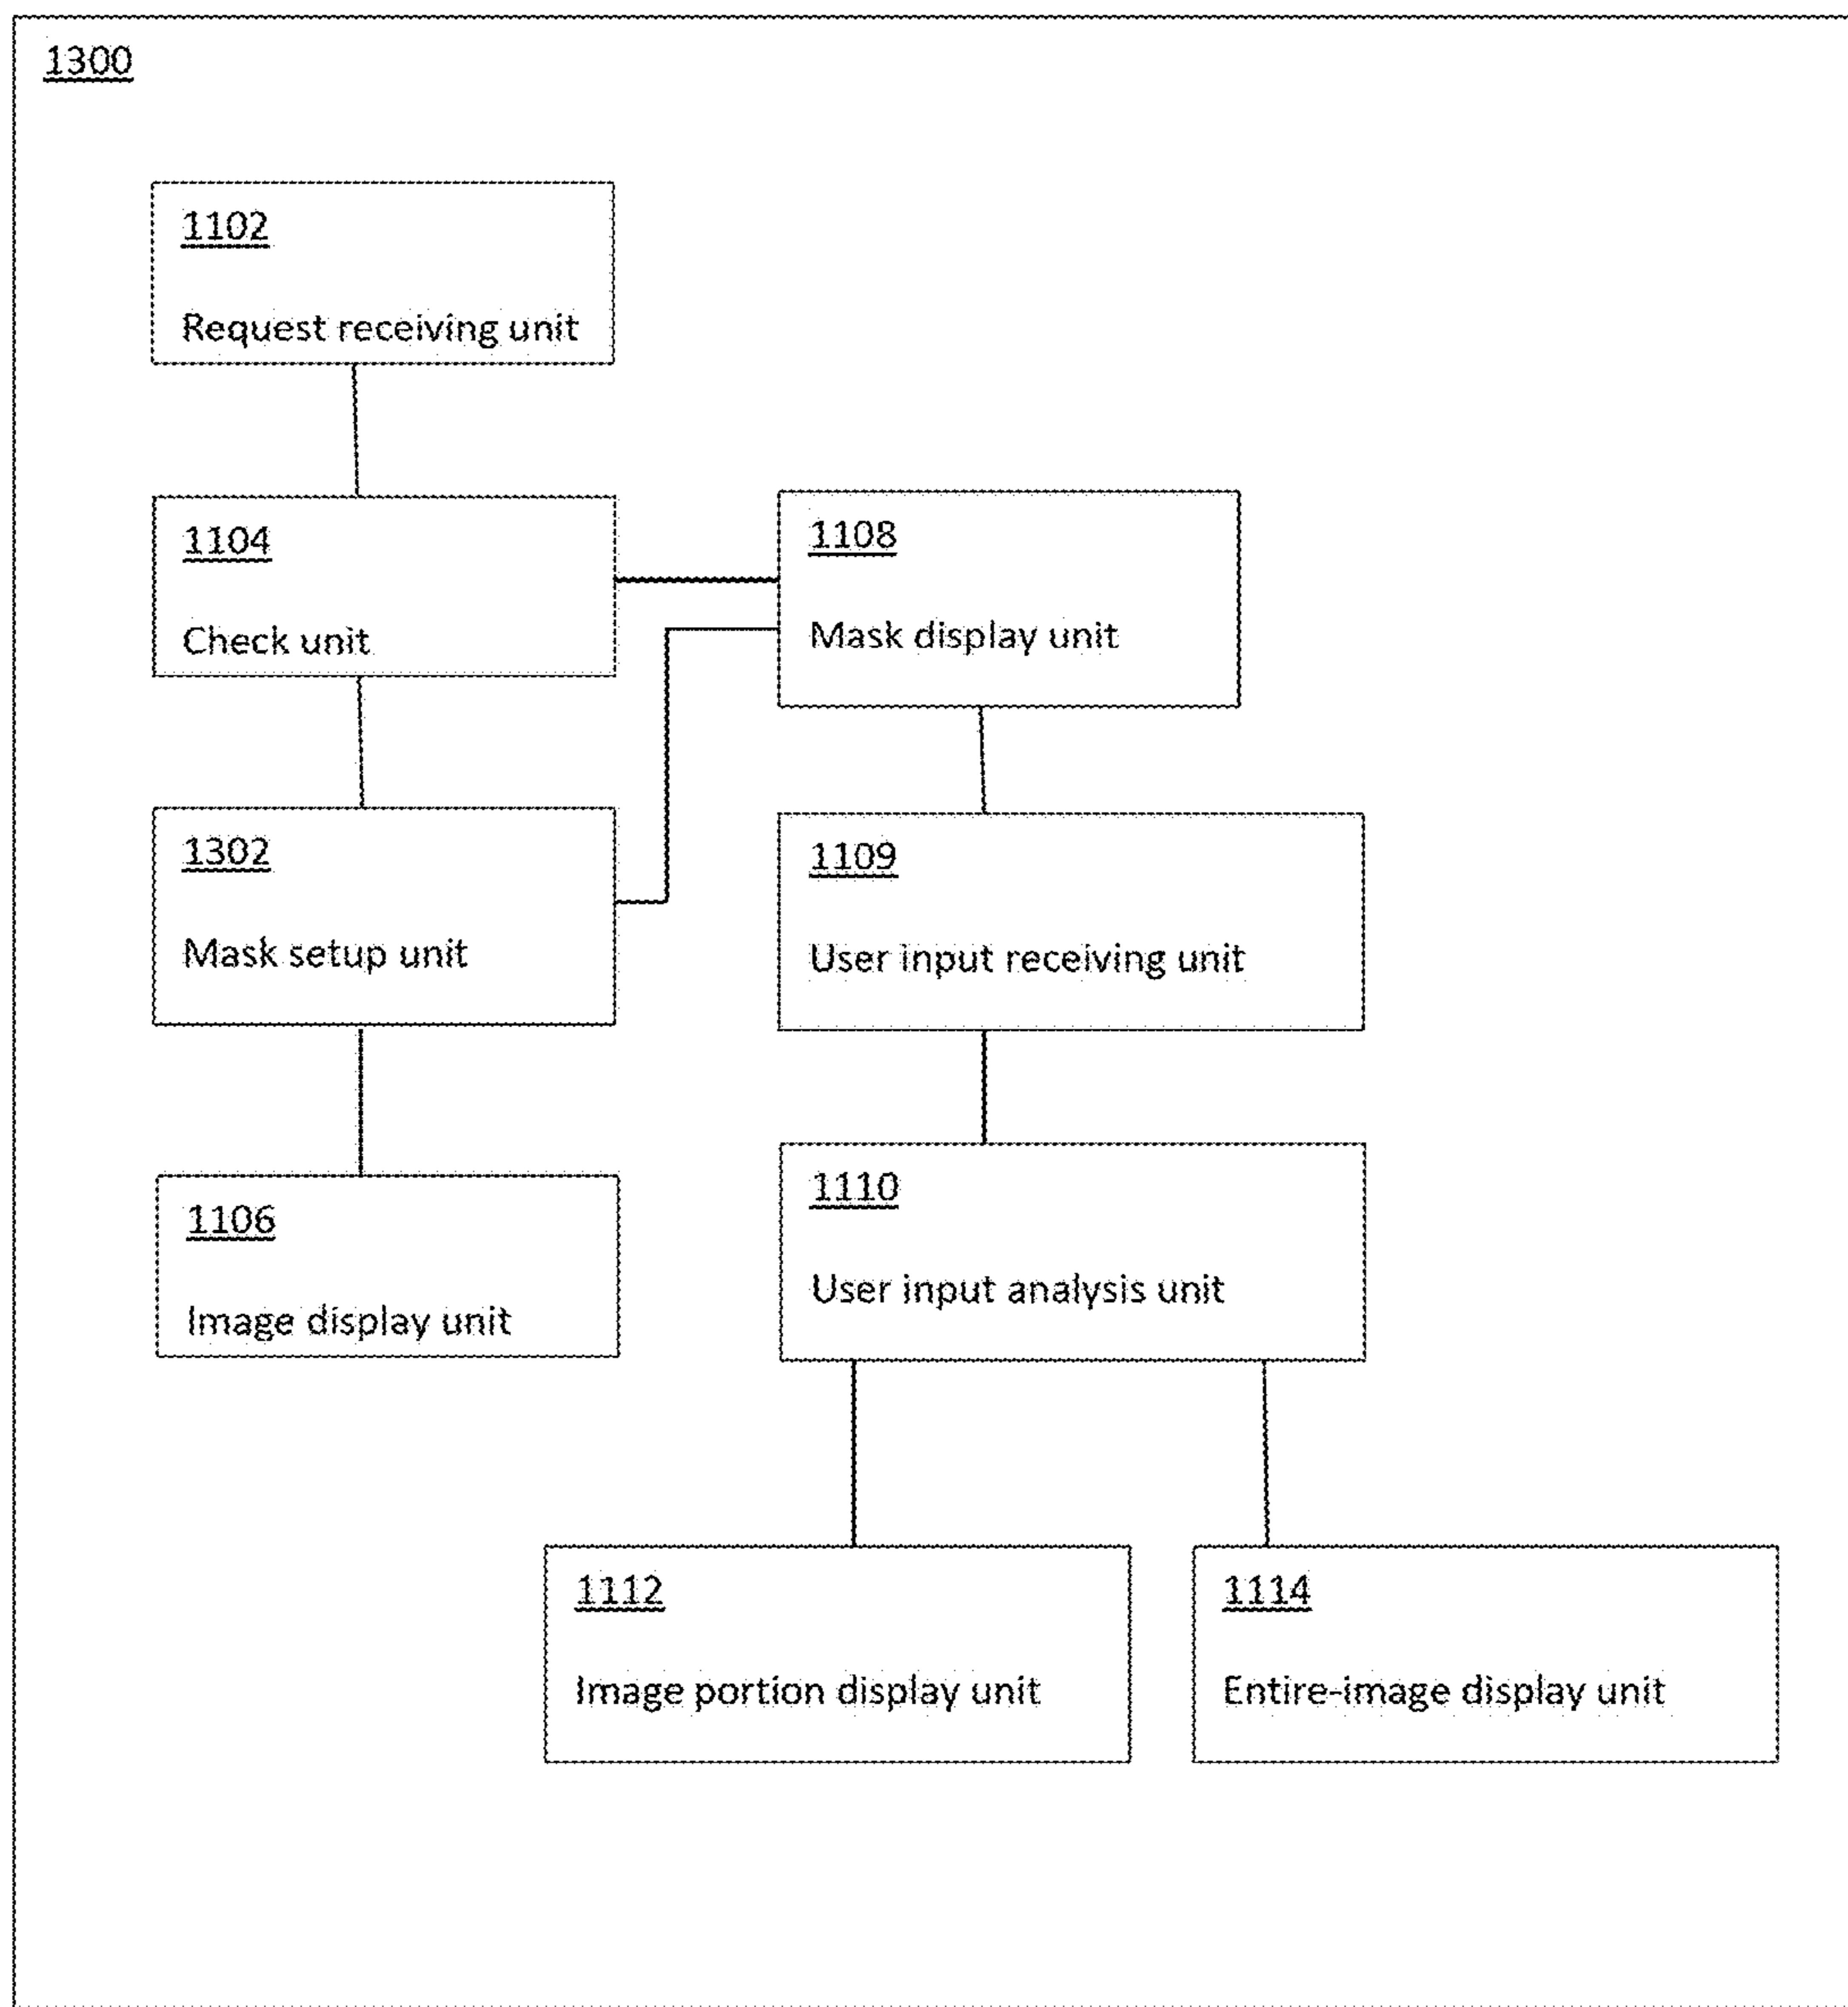 1300
1102
Request receiving unit
1104
Check unit
1108
Mask display unit
1302
Mask setup unit
1109
User input receiving unit
1106
Image display unit
1110
User input analysis unit
1112
Image portion display unit
1114
Entire-image display unit